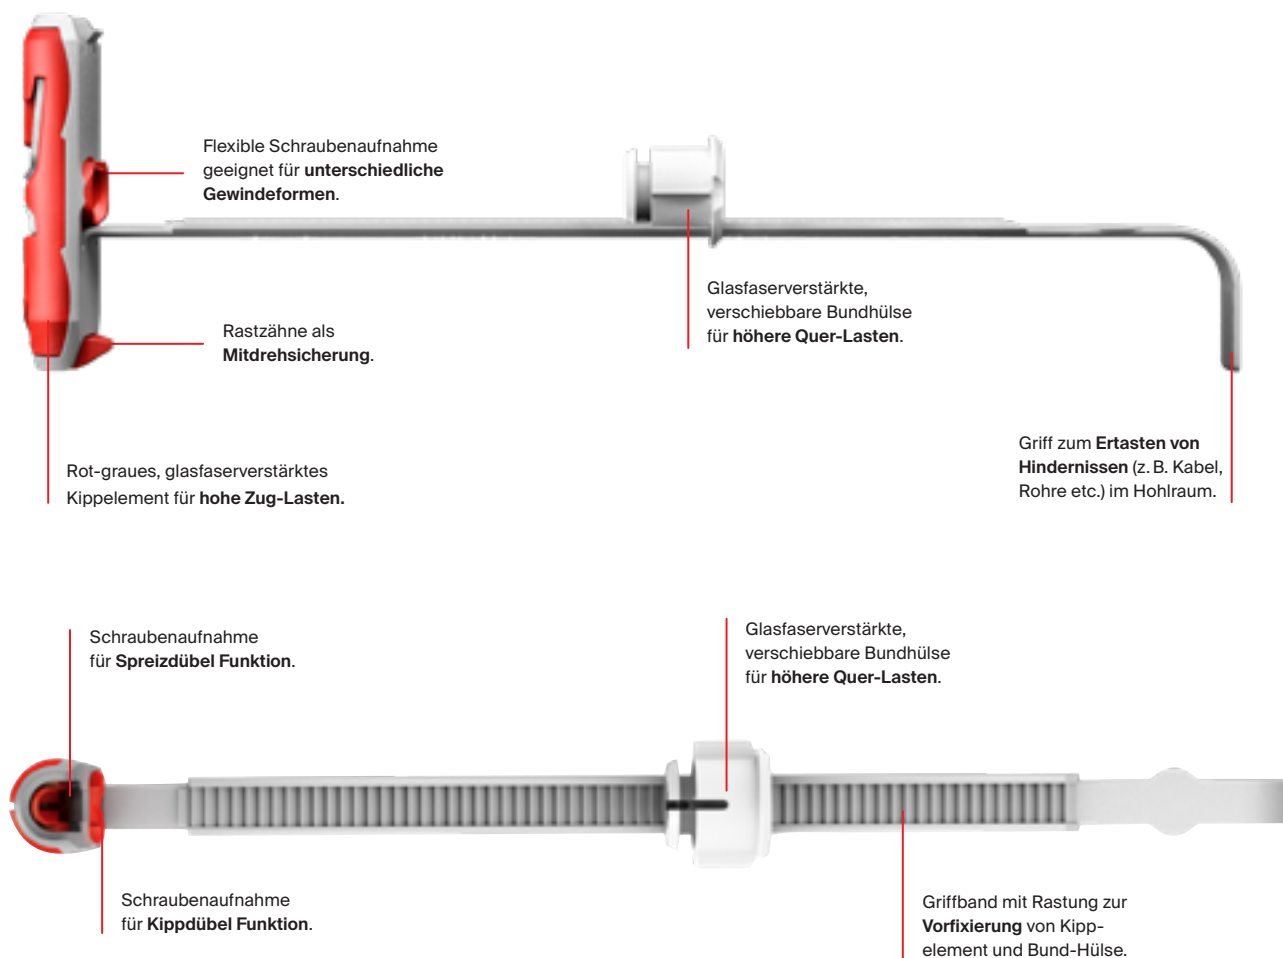 Flexible Schraubenaufnahme
geeignet für unterschiedliche
Gewindeformen.
Glasfaserverstärkte,
verschiebbare Bundhülse
für höhere Quer-Lasten.
Rastzähne als
Mitdrehsicherung.
Rot-graues, glasfaserverstärktes
Kippelement für hohe Zug-Lasten.
Griff zum Ertasten von
Hindernissen (z. B. Kabel,
Rohre etc.) im Hohlraum.
Schraubenaufnahme
für Spreizdübel Funktion.
Glasfaserverstärkte,
verschiebbare Bundhülse
für höhere Quer-Lasten.
Schraubenaufnahme
für Kippdübel Funktion.
Griffband mit Rastung zur
Vorfixierung von Kipp-
element und Bund-Hülse.